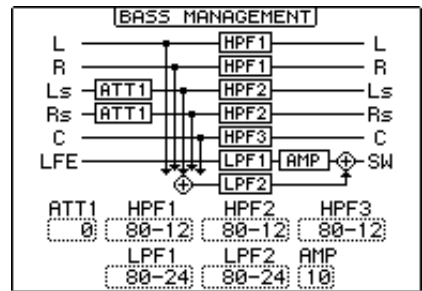 BASS MANAGEMENT
L HPF1 L
R HPF1 R
Ls ATT1 HPF2 Ls
Rs ATT1 HPF2 Rs
C HPF3 C
LFE LPF1 AMP SW
LPF2
ATT1 HPF1 HPF2 HPF3
0 80-12 80-12 80-12
LPF1 LPF2 AMP
80-24 80-24 10